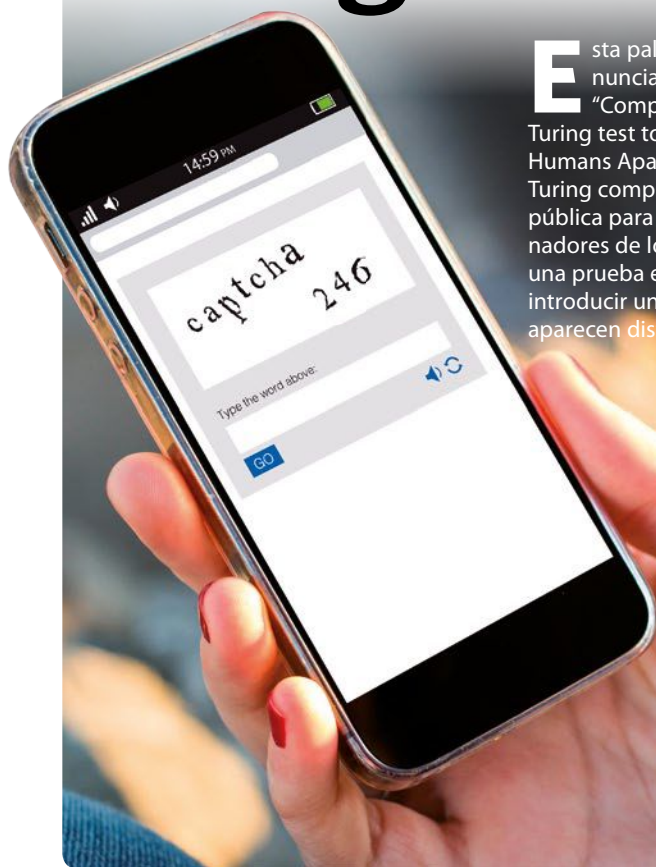 g
Esta pal
nuncia
"Comp
Turing test to
Humans Apa
Turing comp
pública para
nadores de lo
una prueba e
introducir un
aparecen dis
14:59 PM
captcha
246
Type the word above:
GO